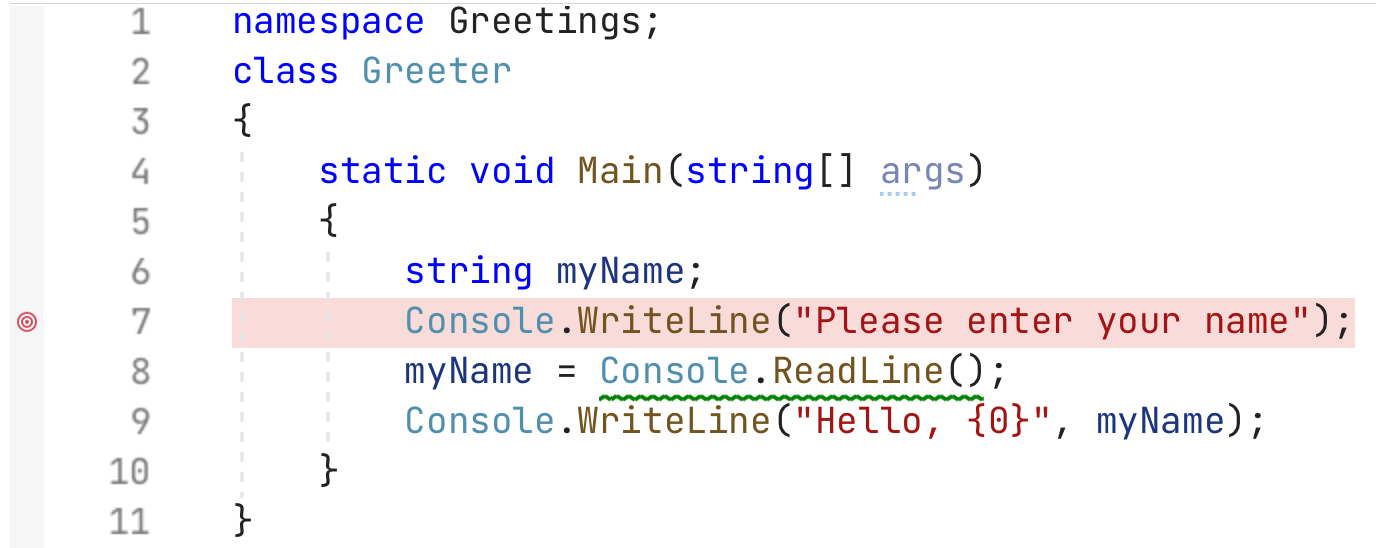 1 namespace Greetings;
2 class Greeter
3 {
4     static void Main(string[] args)
5     {
6         string myName;
7         Console.WriteLine("Please enter your name");
8         myName = Console.ReadLine();
9         Console.WriteLine("Hello, {0}", myName);
10     }
11 }